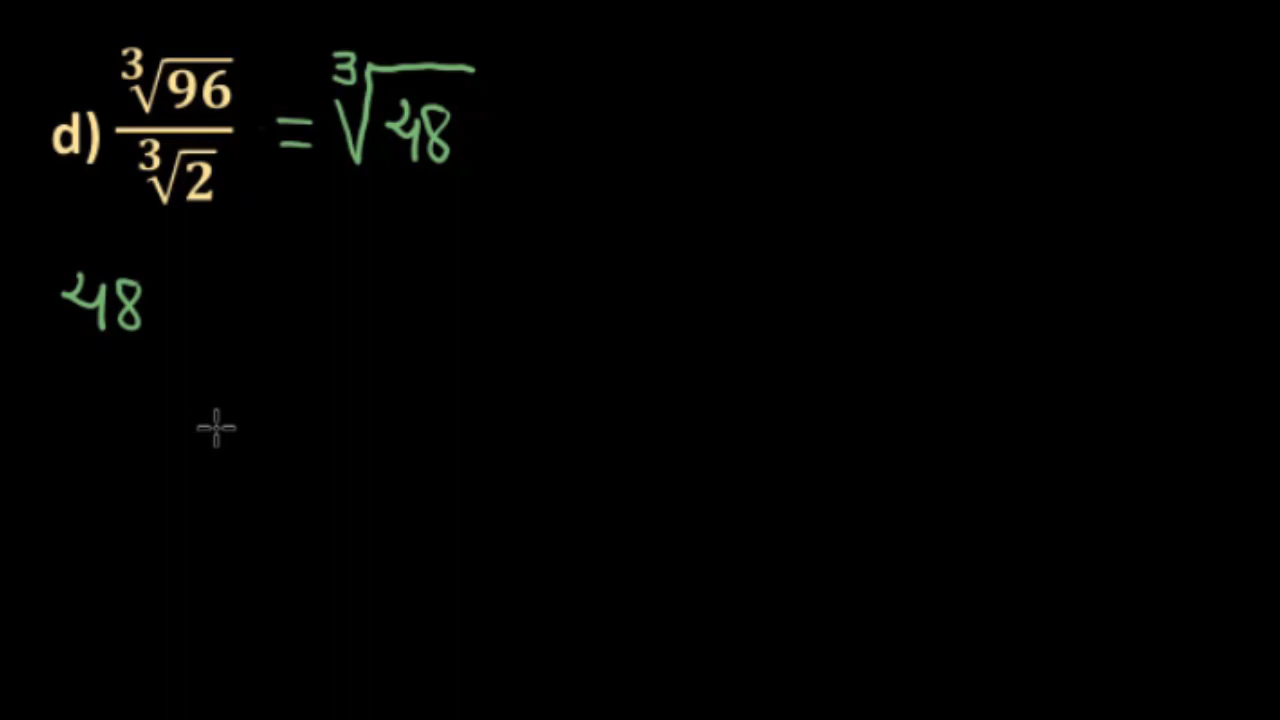 d) ∛96 / ∛2 = ∛48
48